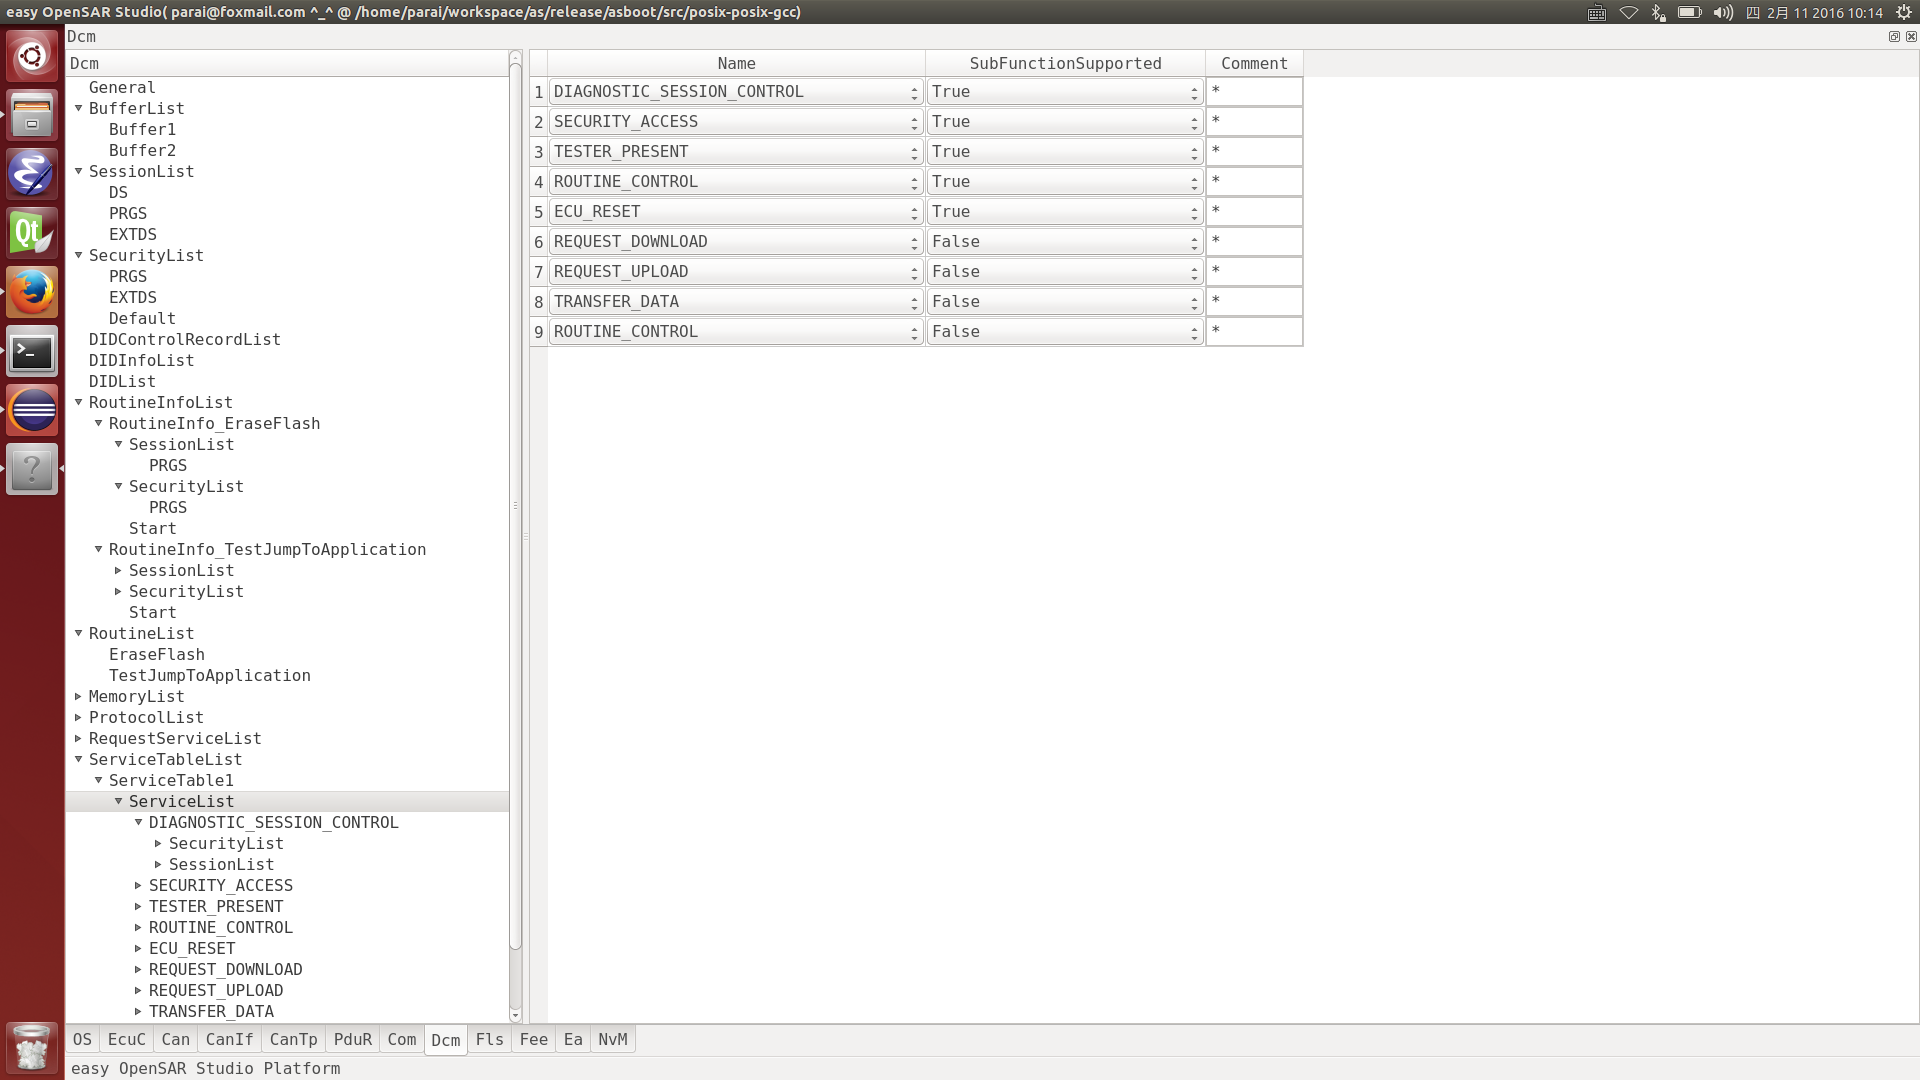 easy OpenSAR Studio( parai@foxmail.com ^_^ @ /home/parai/workspace/as/release/asboot/src/posix-posix-gcc)
四 2月 11 2016 10:14
Dcm
Dcm
General
BufferList
Buffer1
Buffer2
SessionList
DS
PRGS
EXTDS
SecurityList
PRGS
EXTDS
Default
DIDControlRecordList
DIDInfoList
DIDList
RoutineInfoList
RoutineInfo_EraseFlash
SessionList
PRGS
SecurityList
PRGS
Start
RoutineInfo_TestJumpToApplication
SessionList
SecurityList
Start
RoutineList
EraseFlash
TestJumpToApplication
MemoryList
ProtocolList
RequestServiceList
ServiceTableList
ServiceTable1
ServiceList
DIAGNOSTIC_SESSION_CONTROL
SecurityList
SessionList
SECURITY_ACCESS
TESTER_PRESENT
ROUTINE_CONTROL
ECU_RESET
REQUEST_DOWNLOAD
REQUEST_UPLOAD
TRANSFER_DATA
Name SubFunctionSupported Comment
1 DIAGNOSTIC_SESSION_CONTROL True *
2 SECURITY_ACCESS True *
3 TESTER_PRESENT True *
4 ROUTINE_CONTROL True *
5 ECU_RESET True *
6 REQUEST_DOWNLOAD False *
7 REQUEST_UPLOAD False *
8 TRANSFER_DATA False *
9 ROUTINE_CONTROL False *
OS EcuC Can CanIf CanTp PduR Com Dcm Fls Fee Ea NvM
easy OpenSAR Studio Platform
Qt